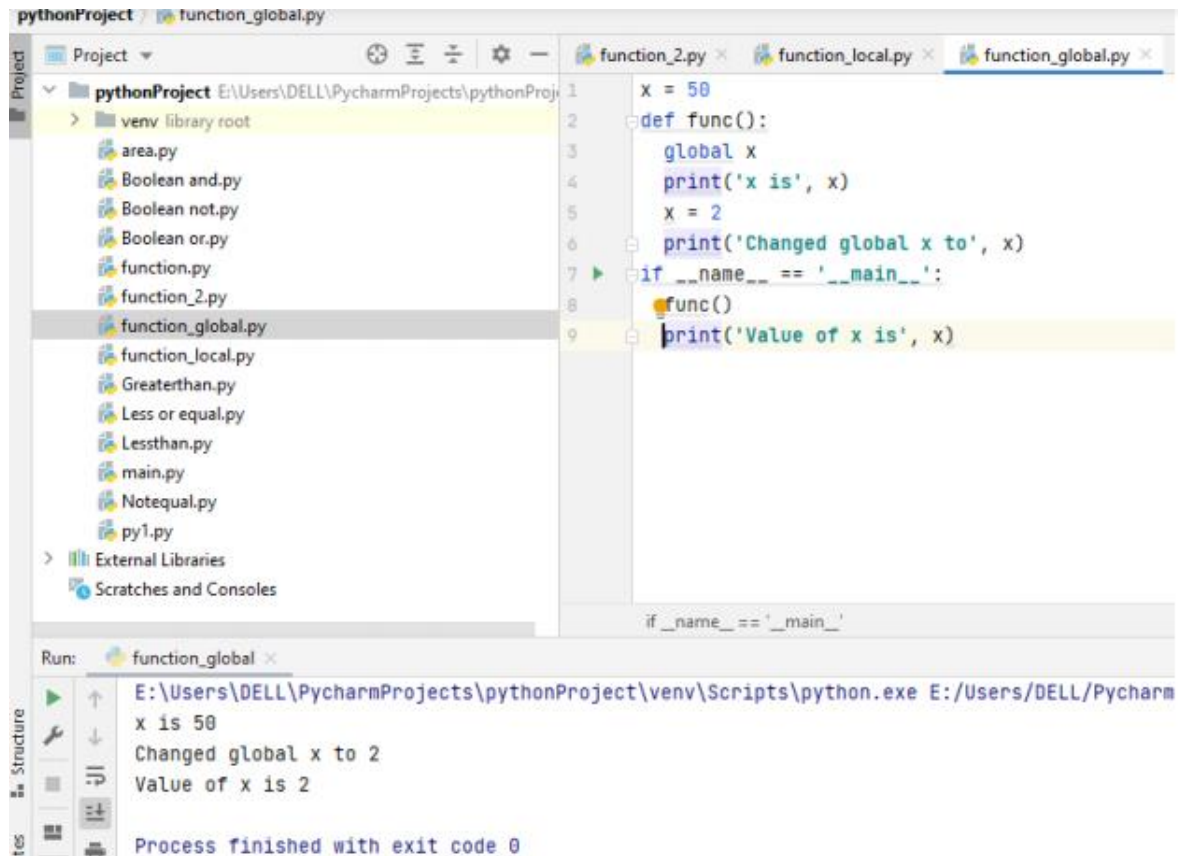 pythonProject function_global.py
Project
Project
pythonProject E:\Users\DELL\PycharmProjects\pythonProj
venv library root
area.py
Boolean and.py
Boolean not.py
Boolean or.py
function.py
function_2.py
function_global.py
function_local.py
Greaterthan.py
Less or equal.py
Lessthan.py
main.py
Notequal.py
py1.py
External Libraries
Scratches and Consoles
function_2.py function_local.py function_global.py
1 x = 50
2 def func():
3 global x
4 print('x is', x)
5 x = 2
6 print('Changed global x to', x)
7 if __name__ == '__main__':
8 func()
9 print('Value of x is', x)
if __name__ == '__main__'
Run: function_global
E:\Users\DELL\PycharmProjects\pythonProject\venv\Scripts\python.exe E:/Users/DELL/Pycharm
x is 50
Changed global x to 2
Value of x is 2
Process finished with exit code 0
Structure